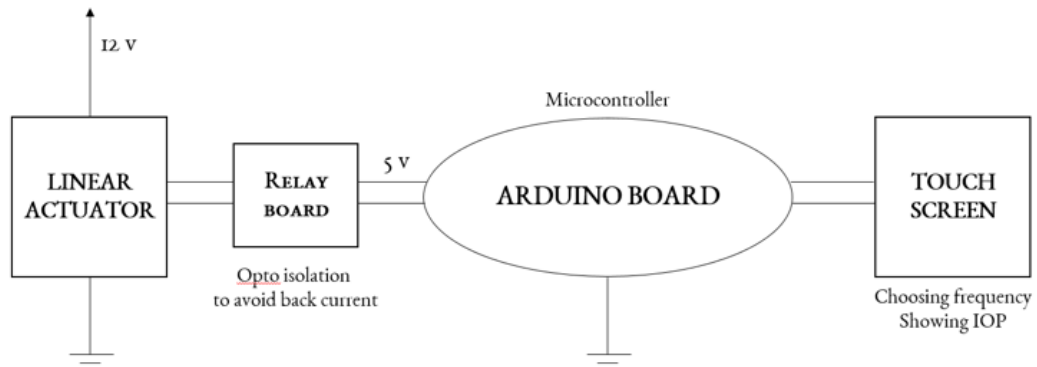 12 V
Microcontroller
5 V
LINEAR
ACTUATOR
RELAY
BOARD
ARDUINO BOARD
TOUCH
SCREEN
Opto isolation
to avoid back current
Choosing frequency
Showing IOP